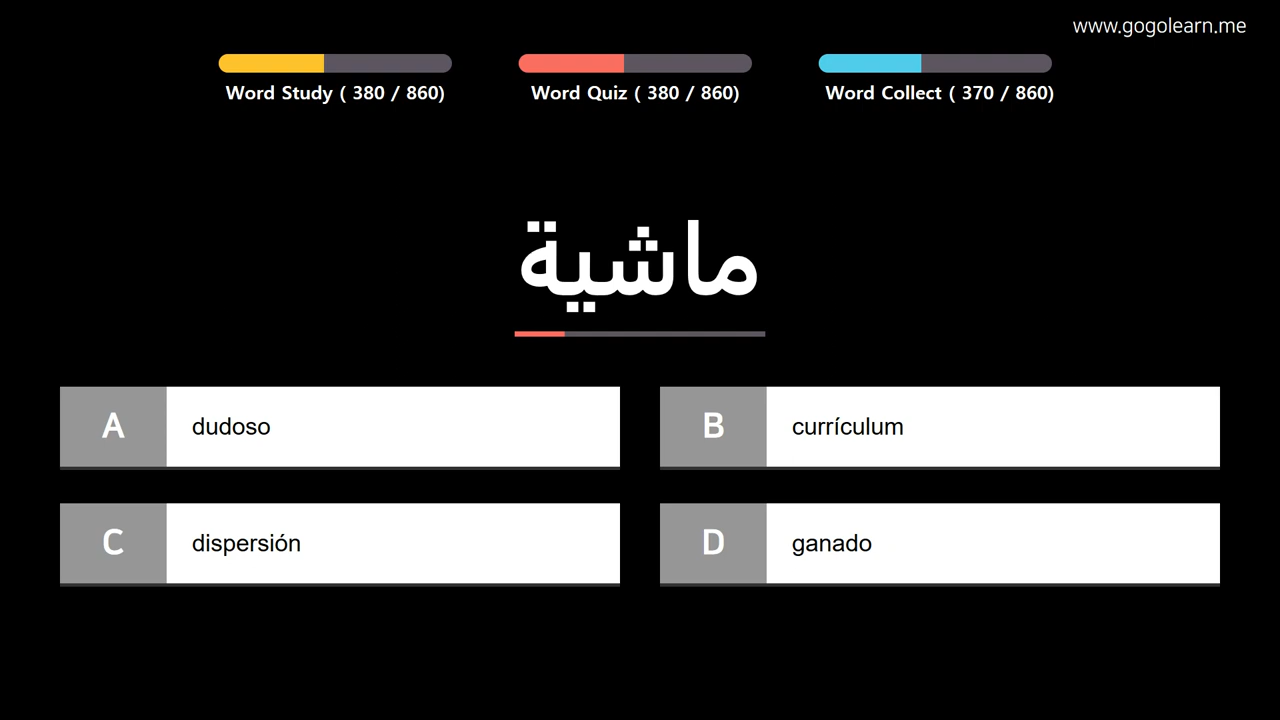 www.gogolearn.me
Word Study ( 380 / 860)
Word Quiz ( 380 / 860)
Word Collect ( 370 / 860)
ماشية
A dudoso
B currículum
C dispersión
D ganado